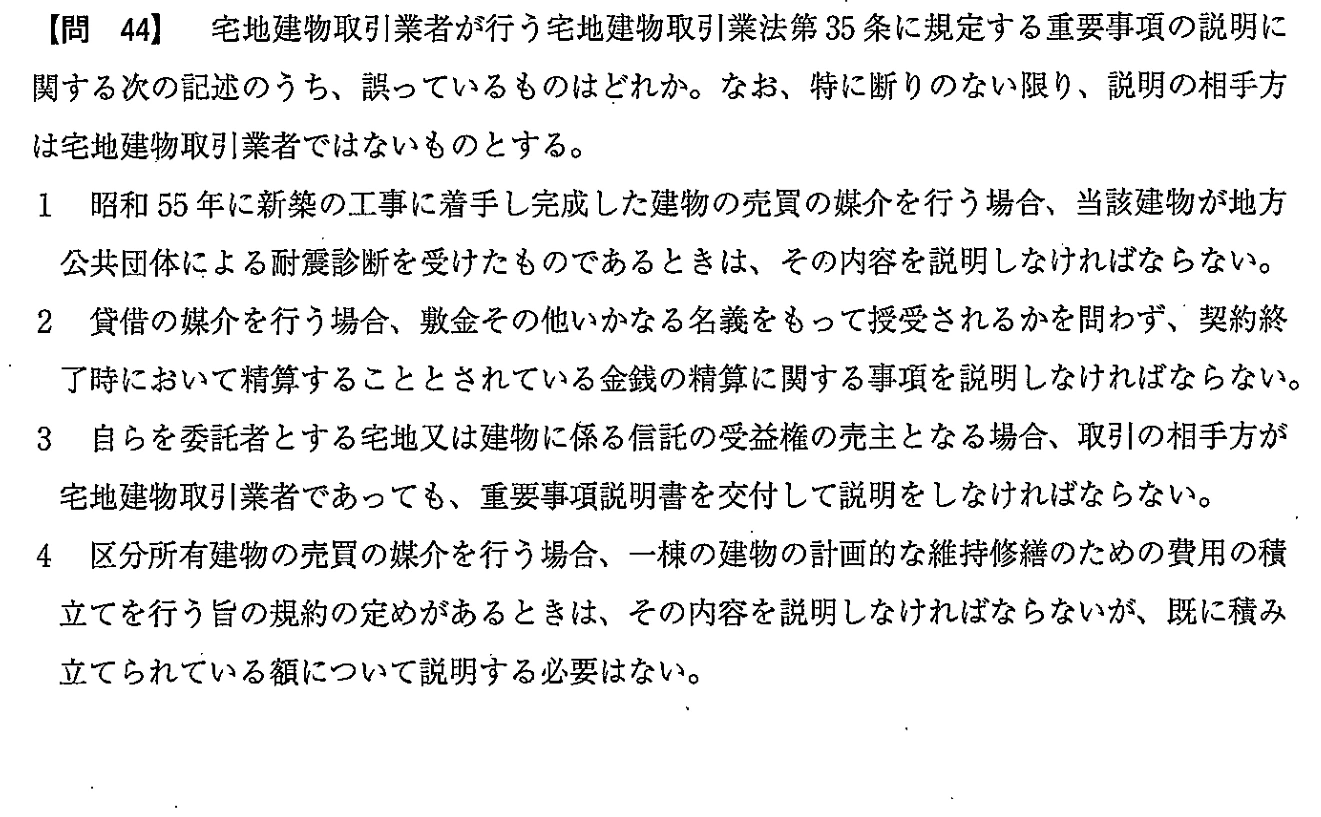 【問 44】 宅地建物取引業者が行う宅地建物取引業法第 35 条に規定する重要事項の説明に
関する次の記述のうち、誤っているものはどれか。なお、特に断りのない限り、説明の相手方
は宅地建物取引業者ではないものとする。
1 昭和 55 年に新築の工事に着手し完成した建物の売買の媒介を行う場合、当該建物が地方
公共団体による耐震診断を受けたものであるときは、その内容を説明しなければならない。
2 貸借の媒介を行う場合、敷金その他いかなる名義をもって授受されるかを問わず、契約終
了時において精算することとされている金銭の精算に関する事項を説明しなければならない。
3 自らを委託者とする宅地又は建物に係る信託の受益権の売主となる場合、取引の相手方が
宅地建物取引業者であっても、重要事項説明書を交付して説明をしなければならない。
4 区分所有建物の売買の媒介を行う場合、一棟の建物の計画的な維持修繕のための費用の積
立てを行う旨の規約の定めがあるときは、その内容を説明しなければならないが、既に積み
立てられている額について説明する必要はない。